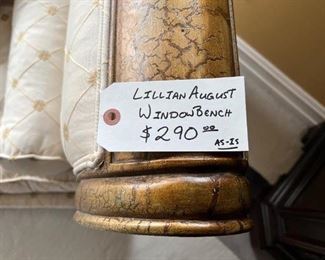 LILLIAN AUGUST
WINDOW BENCH
$290.00
AS-IS